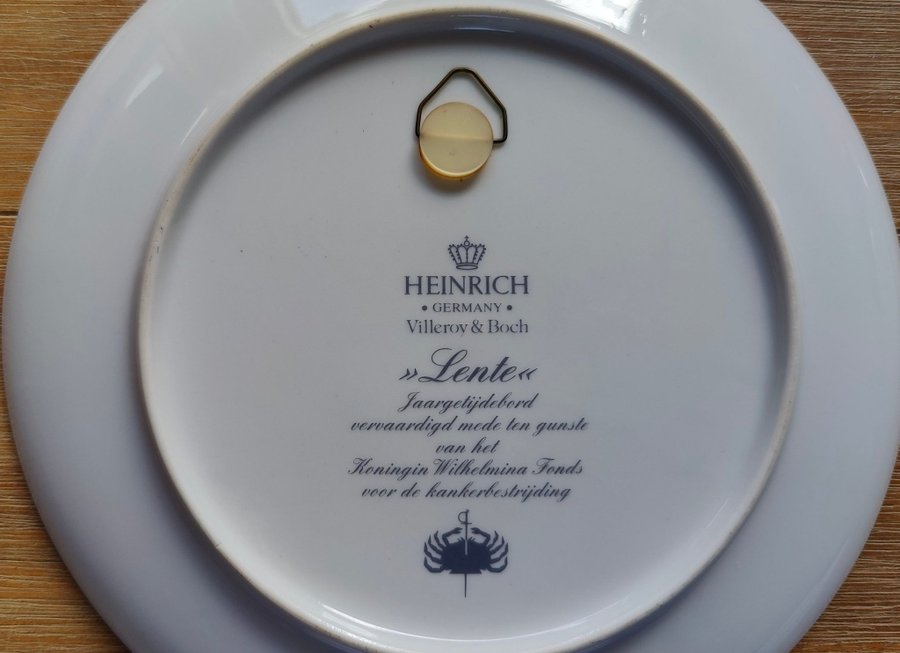 HEINRICH
• GERMANY •
Villeroy & Boch
»Lente«
Jaargetijdebord
vervaardigd mede ten gunste
van het
Koningin Wilhelmina Fonds
voor de kankerbestrijding